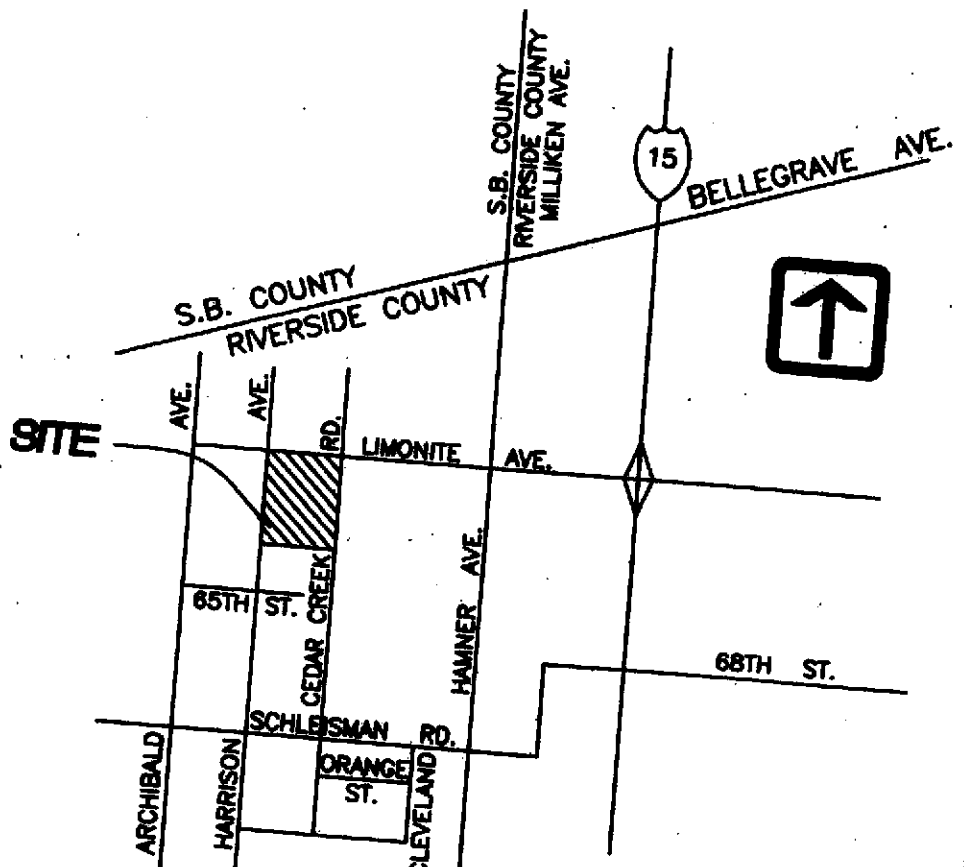 S.B. COUNTY
RIVERSIDE COUNTY
MILLIKEN AVE.
15
BELLEGRAVE AVE.
S.B. COUNTY
RIVERSIDE COUNTY
AVE.
AVE.
RD.
SITE
LIMONITE AVE.
65TH ST.
CEDAR CREEK
HAMNER AVE.
68TH ST.
SCHLEISMAN RD.
ORANGE
ST.
ARCHIBALD
HARRISON
CLEVELAND